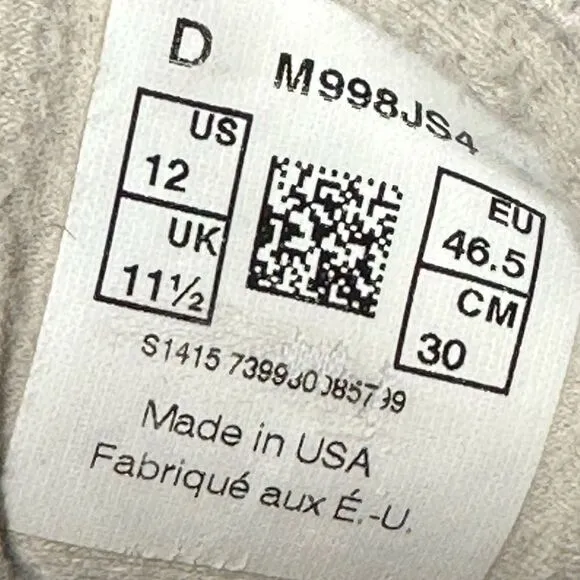 D M998JS4
US
12
UK
11½
EU
46.5
CM
30
S1415
Made in USA
Fabriqué aux É.-U.